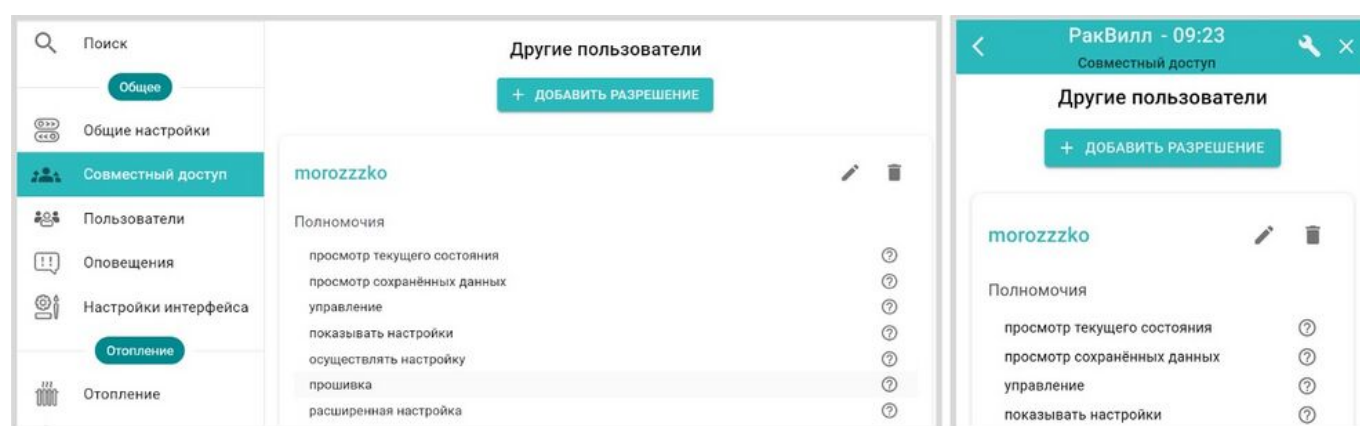 Поиск
Общее
Общие настройки
Совместный доступ
Пользователи
Оповещения
Настройки интерфейса
Отопление
Отопление
Другие пользователи
+ ДОБАВИТЬ РАЗРЕШЕНИЕ
morozzzko
Полномочия
просмотр текущего состояния
просмотр сохранённых данных
управление
показывать настройки
осуществлять настройку
прошивка
расширенная настройка
РакВилл - 09:23
Совместный доступ
Другие пользователи
+ ДОБАВИТЬ РАЗРЕШЕНИЕ
morozzzko
Полномочия
просмотр текущего состояния
просмотр сохранённых данных
управление
показывать настройки